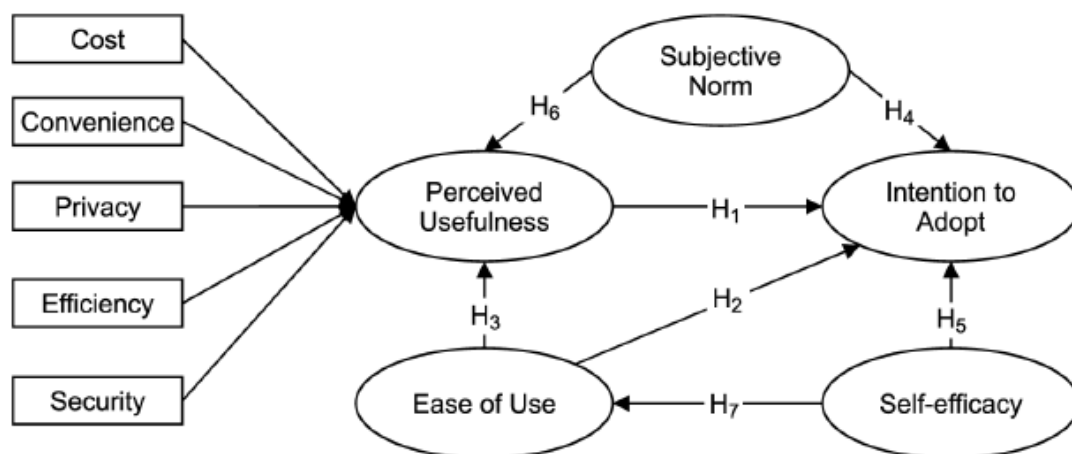 Cost
Convenience
Privacy
Efficiency
Security
Subjective
Norm
H6
H4
Perceived
Usefulness
H1
Intention to
Adopt
H3
H2
H5
Ease of Use
H7
Self-efficacy